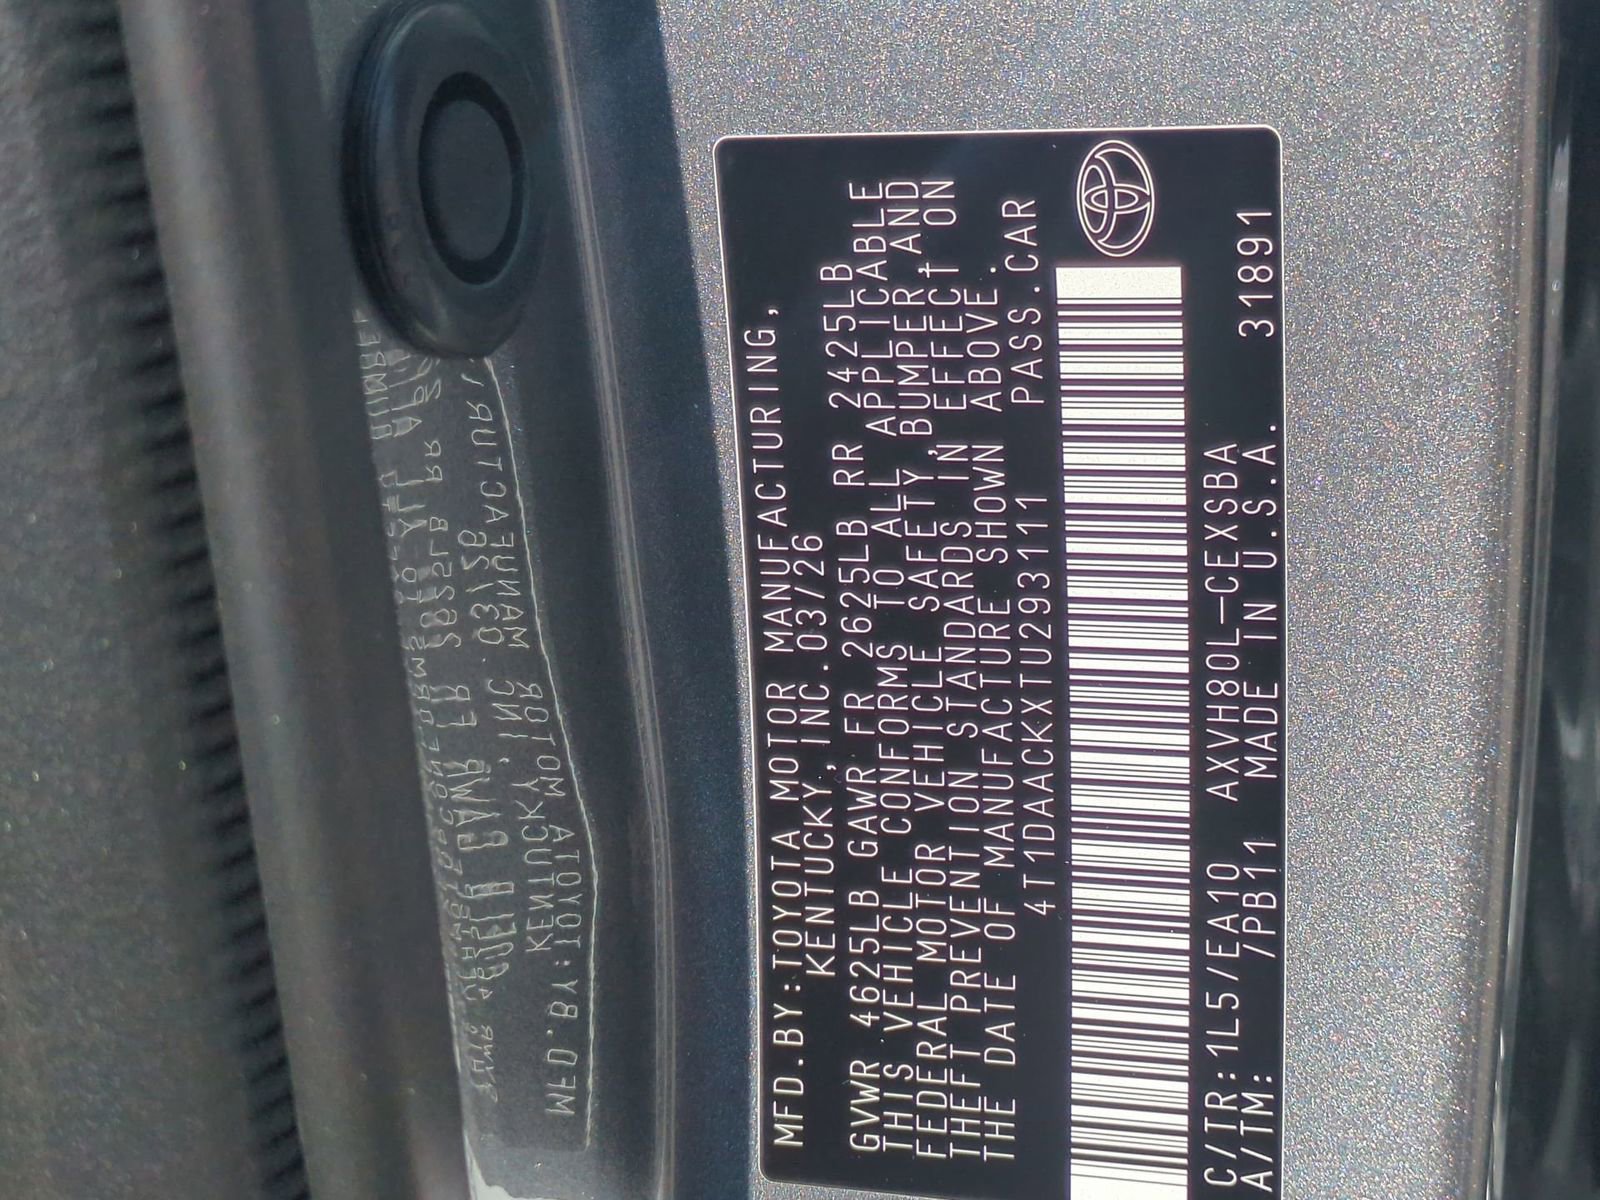 MFD.BY:TOYOTA MOTOR MANUFACTURING,
KENTUCKY,INC.03/26
GVWR 4625LB GAWR FR 2625LB RR 2425LB
THIS VEHICLE CONFORMS TO ALL APPLICABLE
FEDERAL MOTOR VEHICLE SAFETY,BUMPER,AND
THEFT PREVENTION STANDARDS IN EFFECT ON
THE DATE OF MANUFACTURE SHOWN ABOVE.
4T1DAACKXTU293111 PASS.CAR
C/TR:1L5/EA10 AXVH80L-CEXSBA 31891
A/TM: /PB11 MADE IN U.S.A.